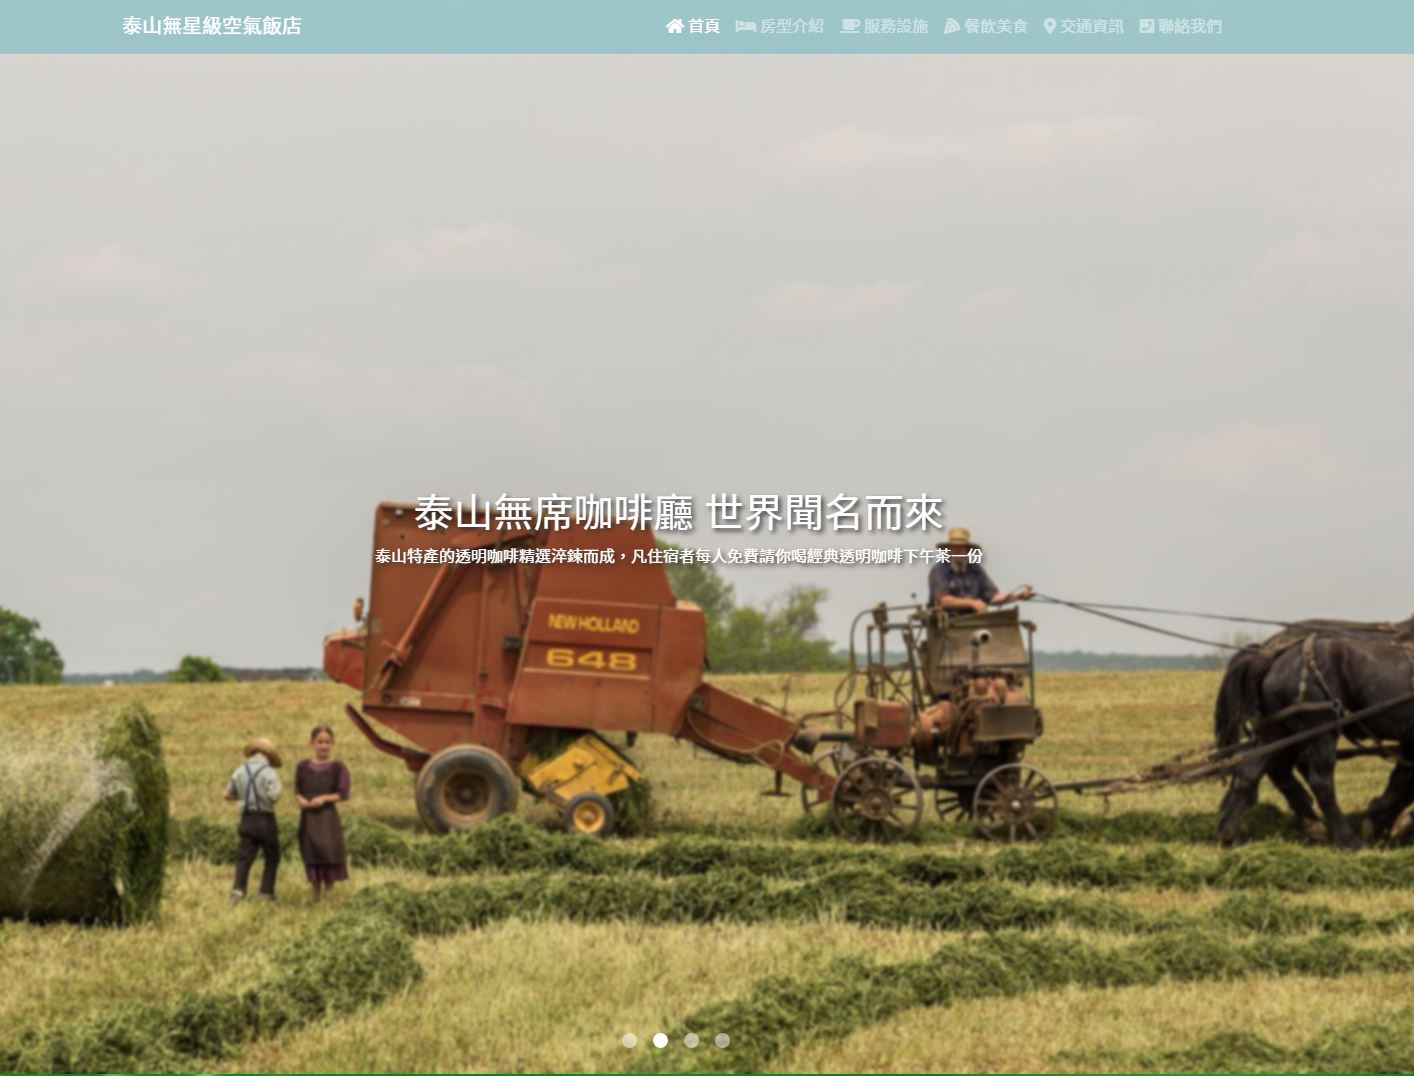 泰山無星級空氣飯店
首頁 房型介紹 服務設施 餐飲美食 交通資訊 聯絡我們
泰山無席咖啡廳 世界聞名而來
泰山特產的透明咖啡精選淬鍊而成，凡住宿者每人免費請你喝經典透明咖啡下午茶一份
NEW HOLLAND
648